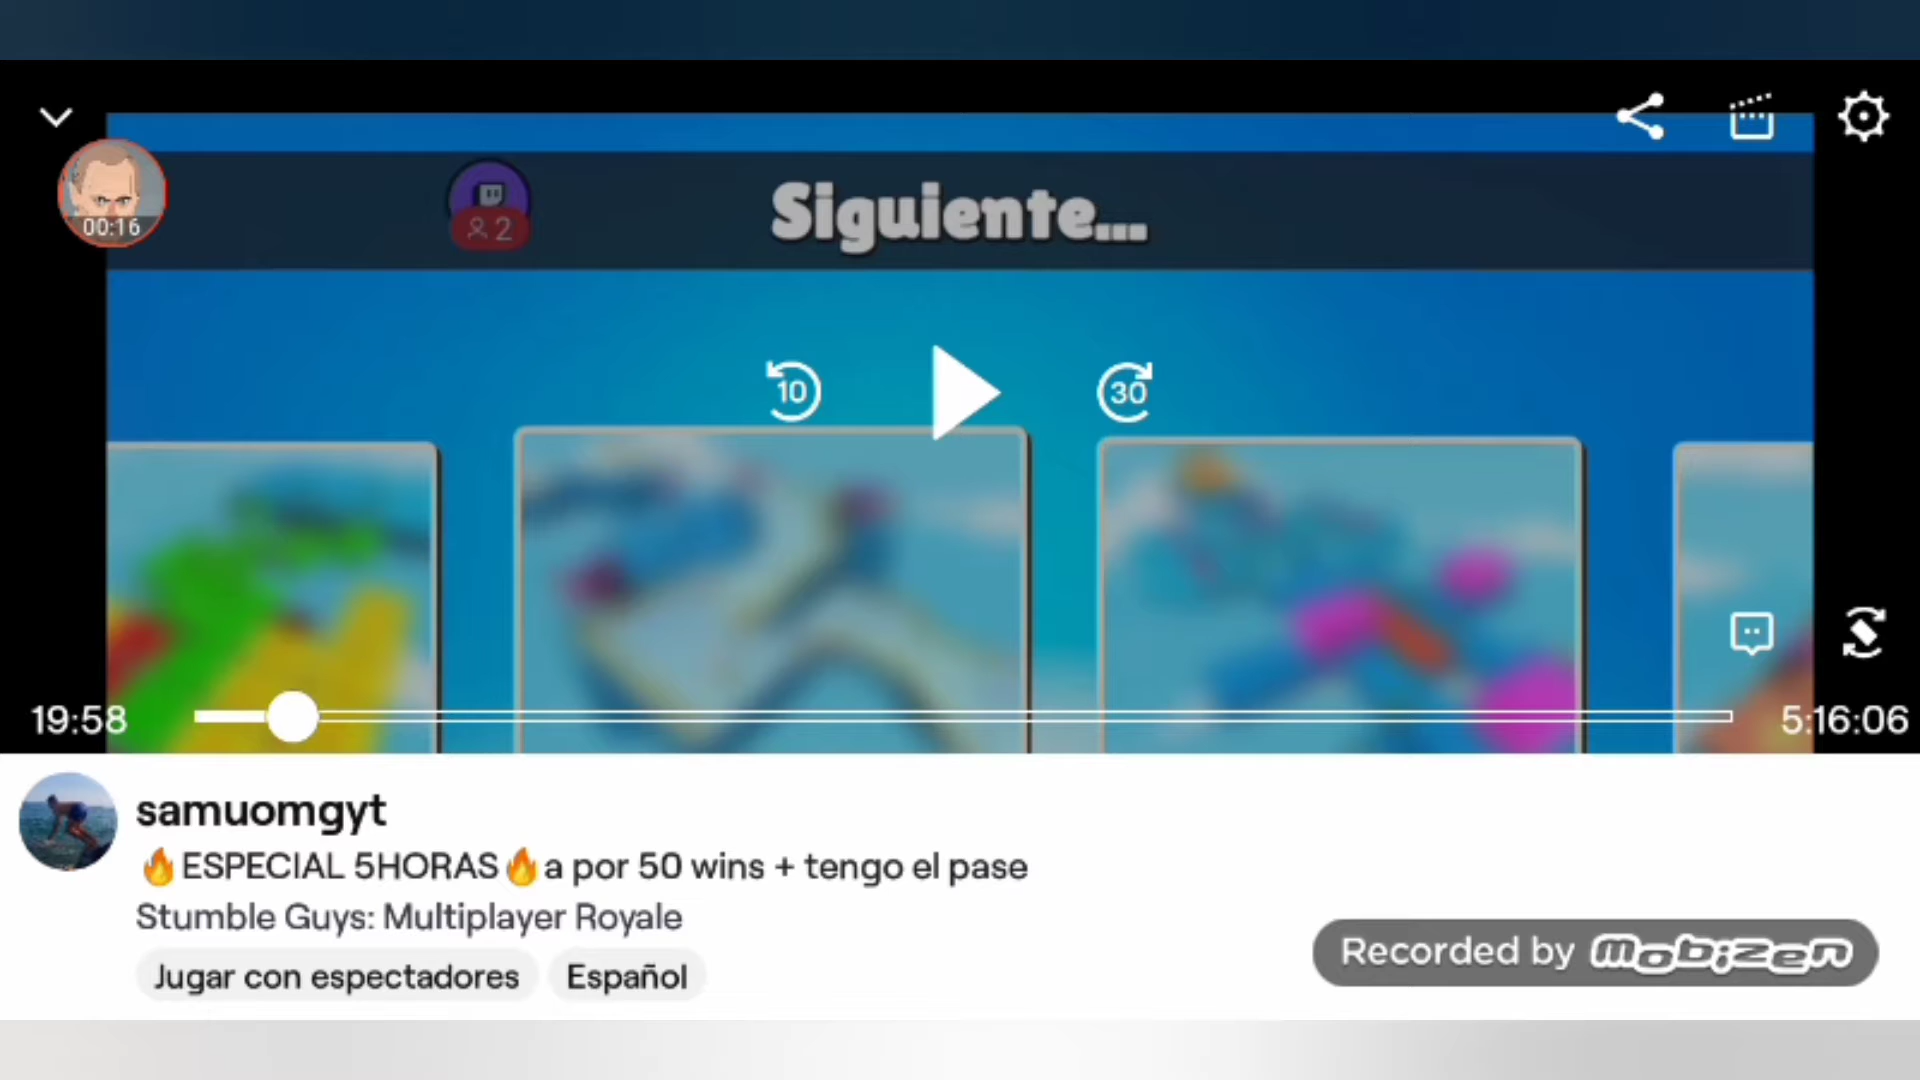 00:16
2
Siguiente...
10
30
19:58
5:16:06
samuomgyt
🔥ESPECIAL 5HORAS🔥a por 50 wins + tengo el pase
Stumble Guys: Multiplayer Royale
Jugar con espectadores
Español
Recorded by mobizen